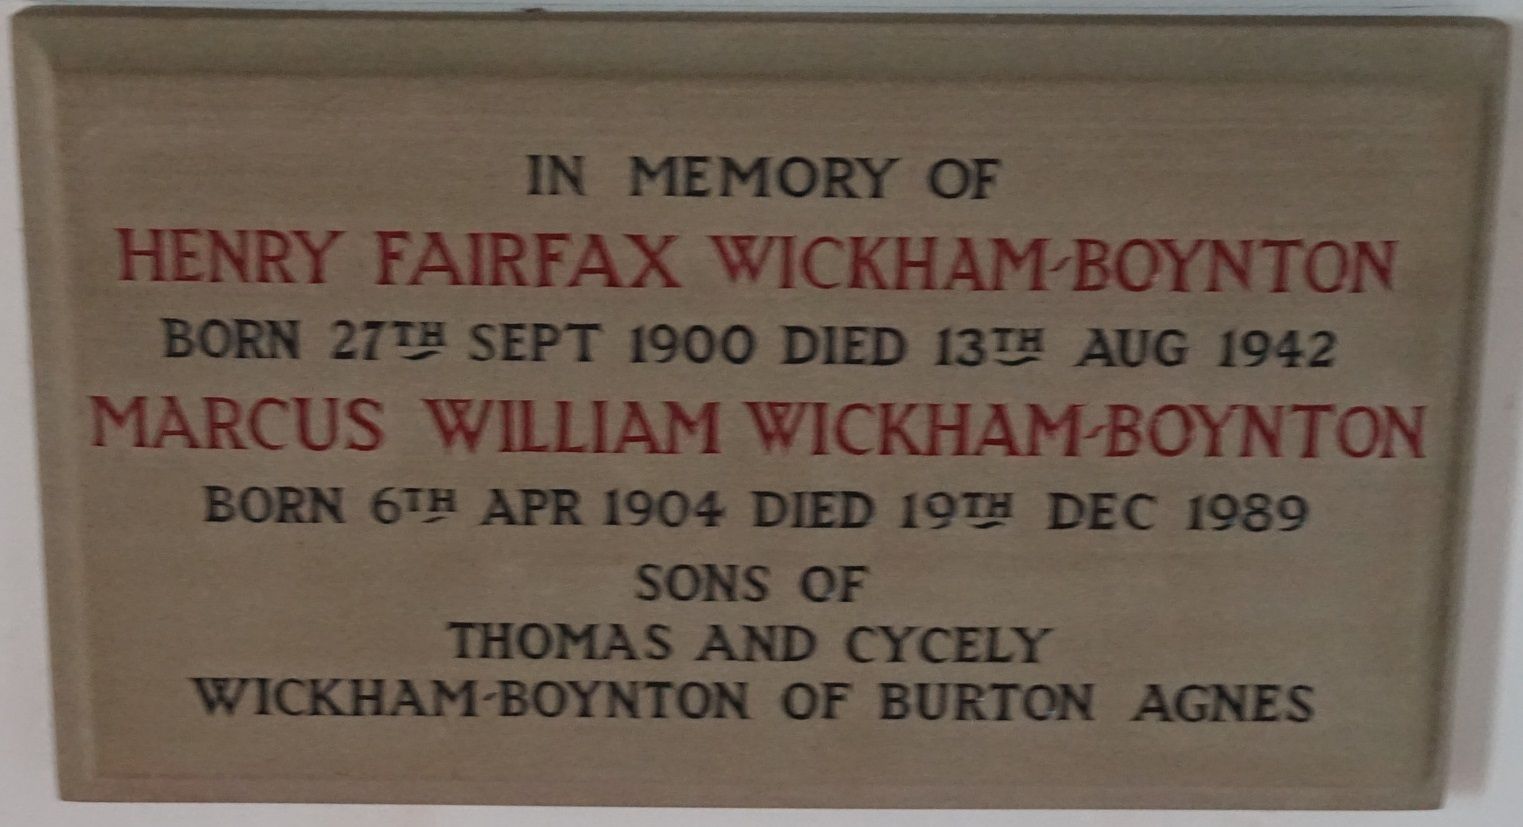 IN MEMORY OF
HENRY FAIRFAX WICKHAM-BOYNTON
BORN 27TH SEPT 1900 DIED 13TH AUG 1942
MARCUS WILLIAM WICKHAM-BOYNTON
BORN 6TH APR 1904 DIED 19TH DEC 1989
SONS OF
THOMAS AND CYCELY
WICKHAM-BOYNTON OF BURTON AGNES